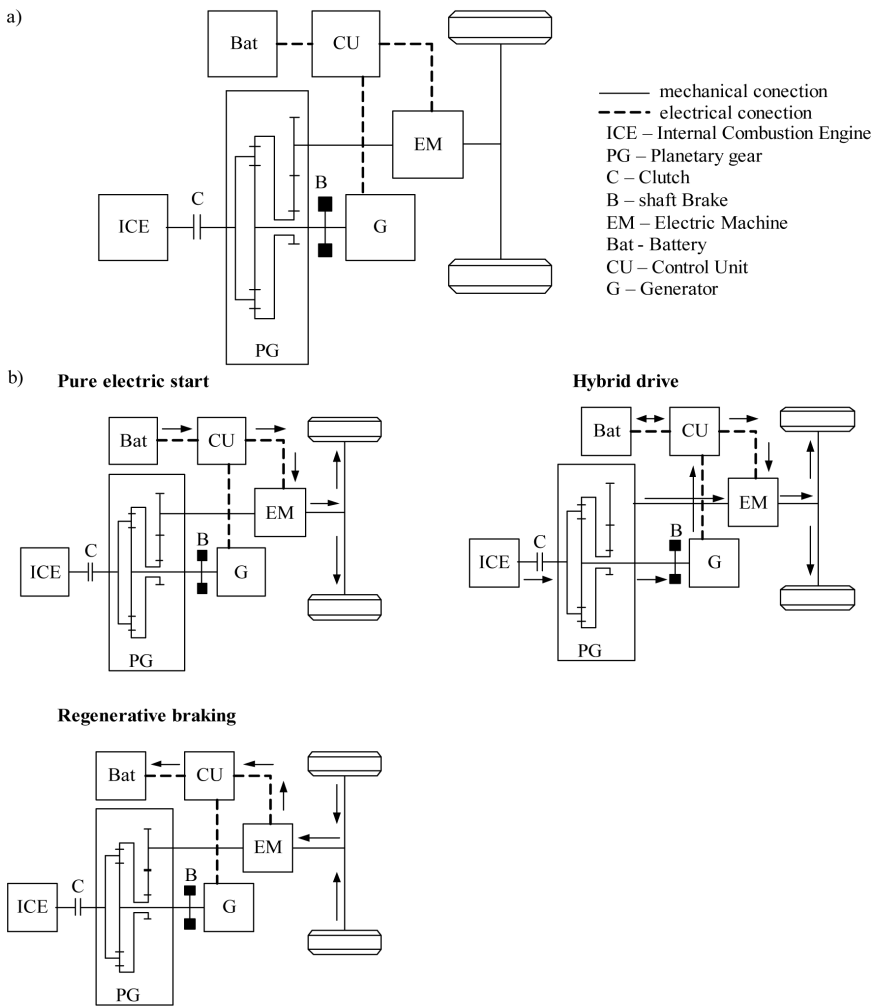 a)
Bat
CU
mechanical conection
electrical conection
ICE – Internal Combustion Engine
PG – Planetary gear
C – Clutch
B – shaft Brake
EM – Electric Machine
Bat - Battery
CU – Control Unit
G – Generator
EM
B
C
ICE
G
PG
b)
Pure electric start
Bat
CU
EM
B
C
ICE
G
PG
Hybrid drive
Bat
CU
EM
B
C
ICE
G
PG
Regenerative braking
Bat
CU
EM
B
C
ICE
G
PG